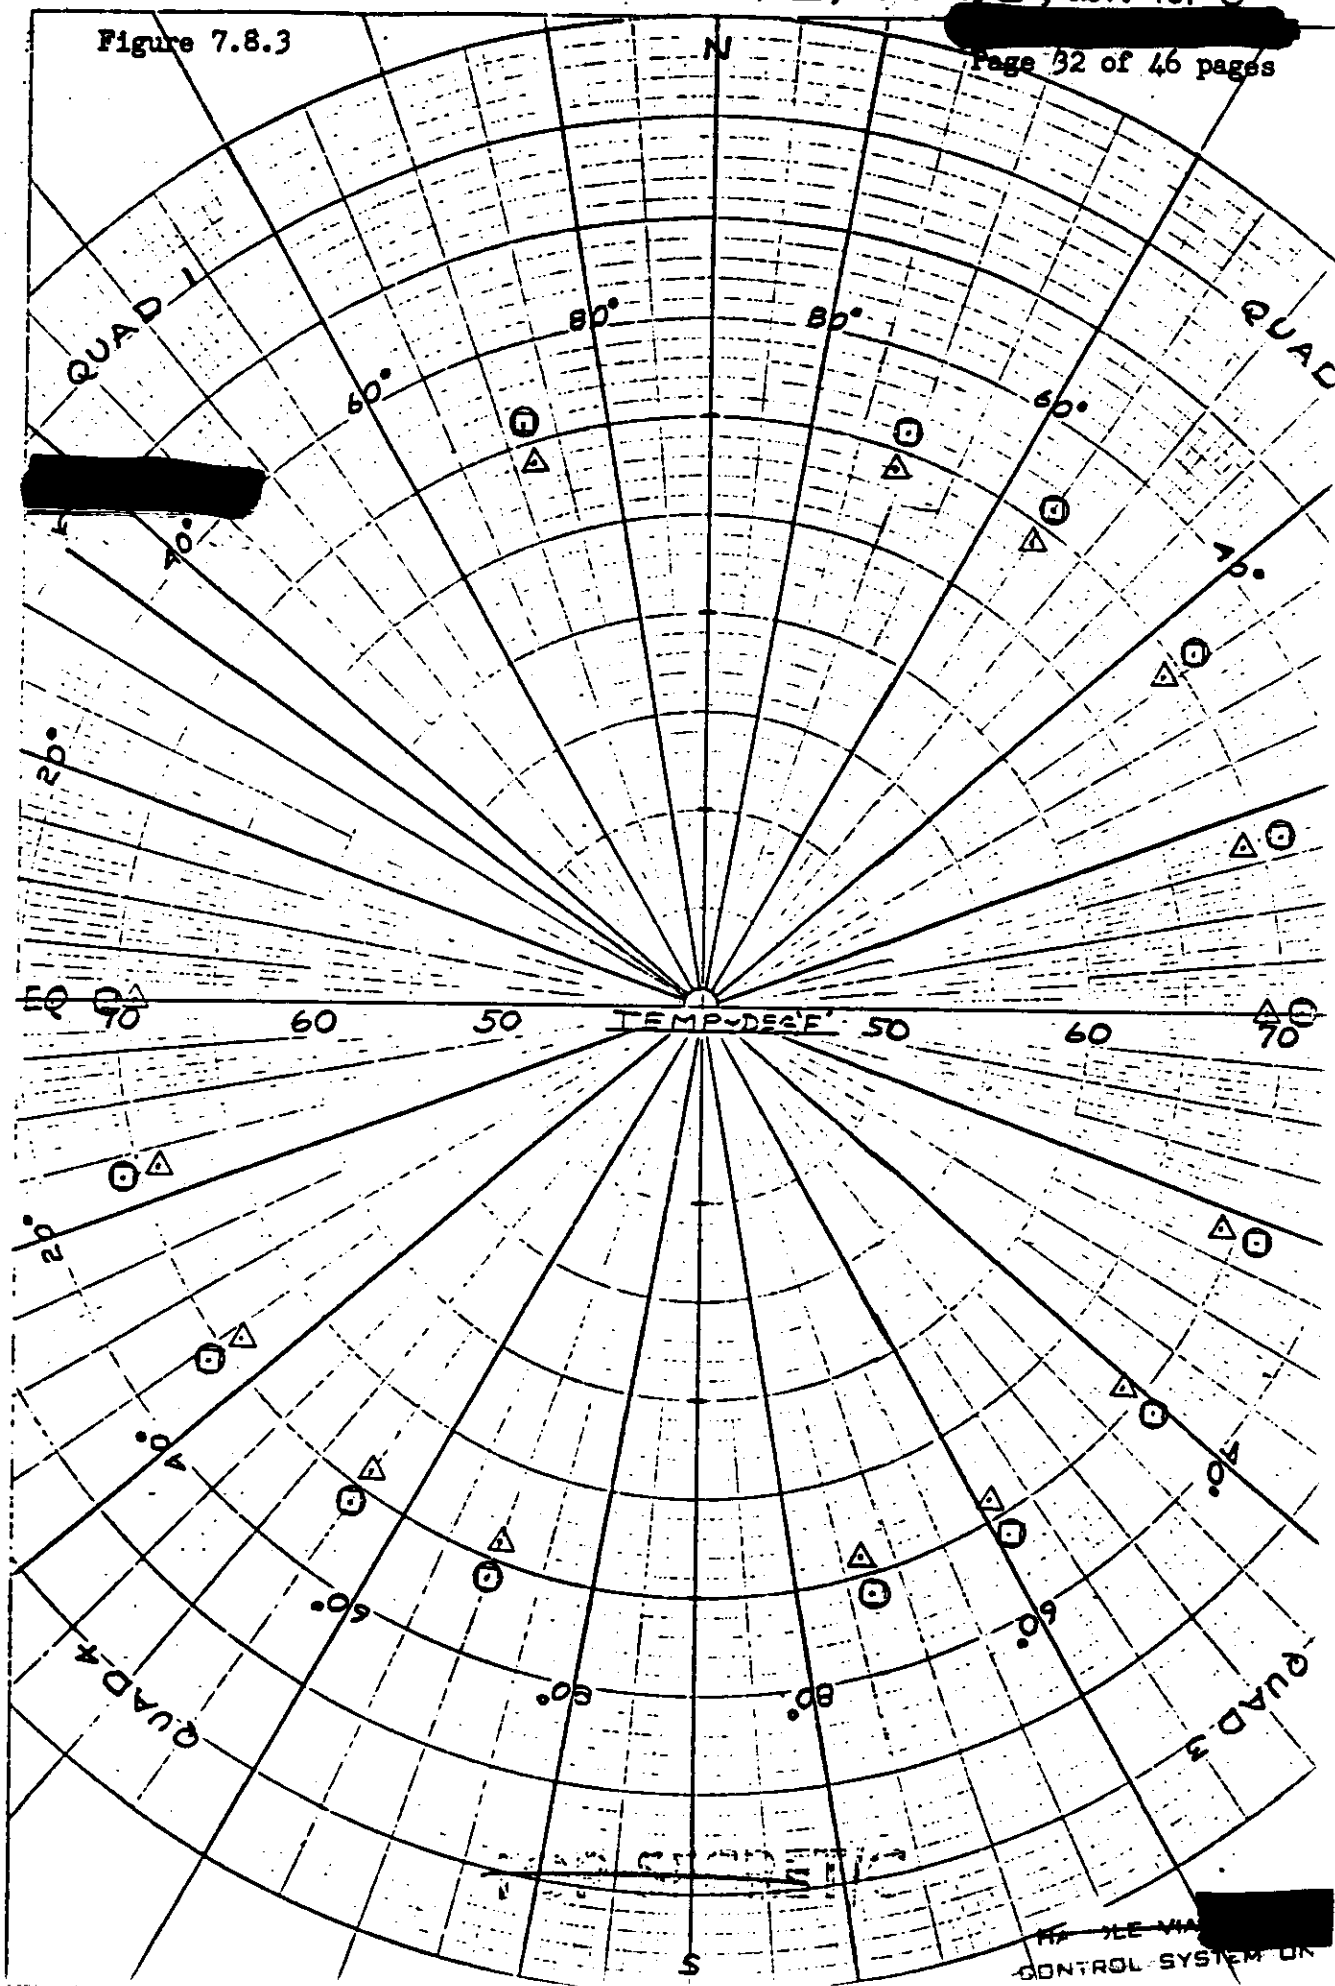 Figure 7.8.3
N
Page 32 of 46 pages
QUAD 1
QUAD
80° 80°
60° 60°
40° 40°
20°
EQ 70 60 50 TEMP~DEG 'F' 50 60 70
20°
40° 40°
60° 60°
80° 80°
QUAD 4
QUAD 3
S
CONTROL SYSTEM